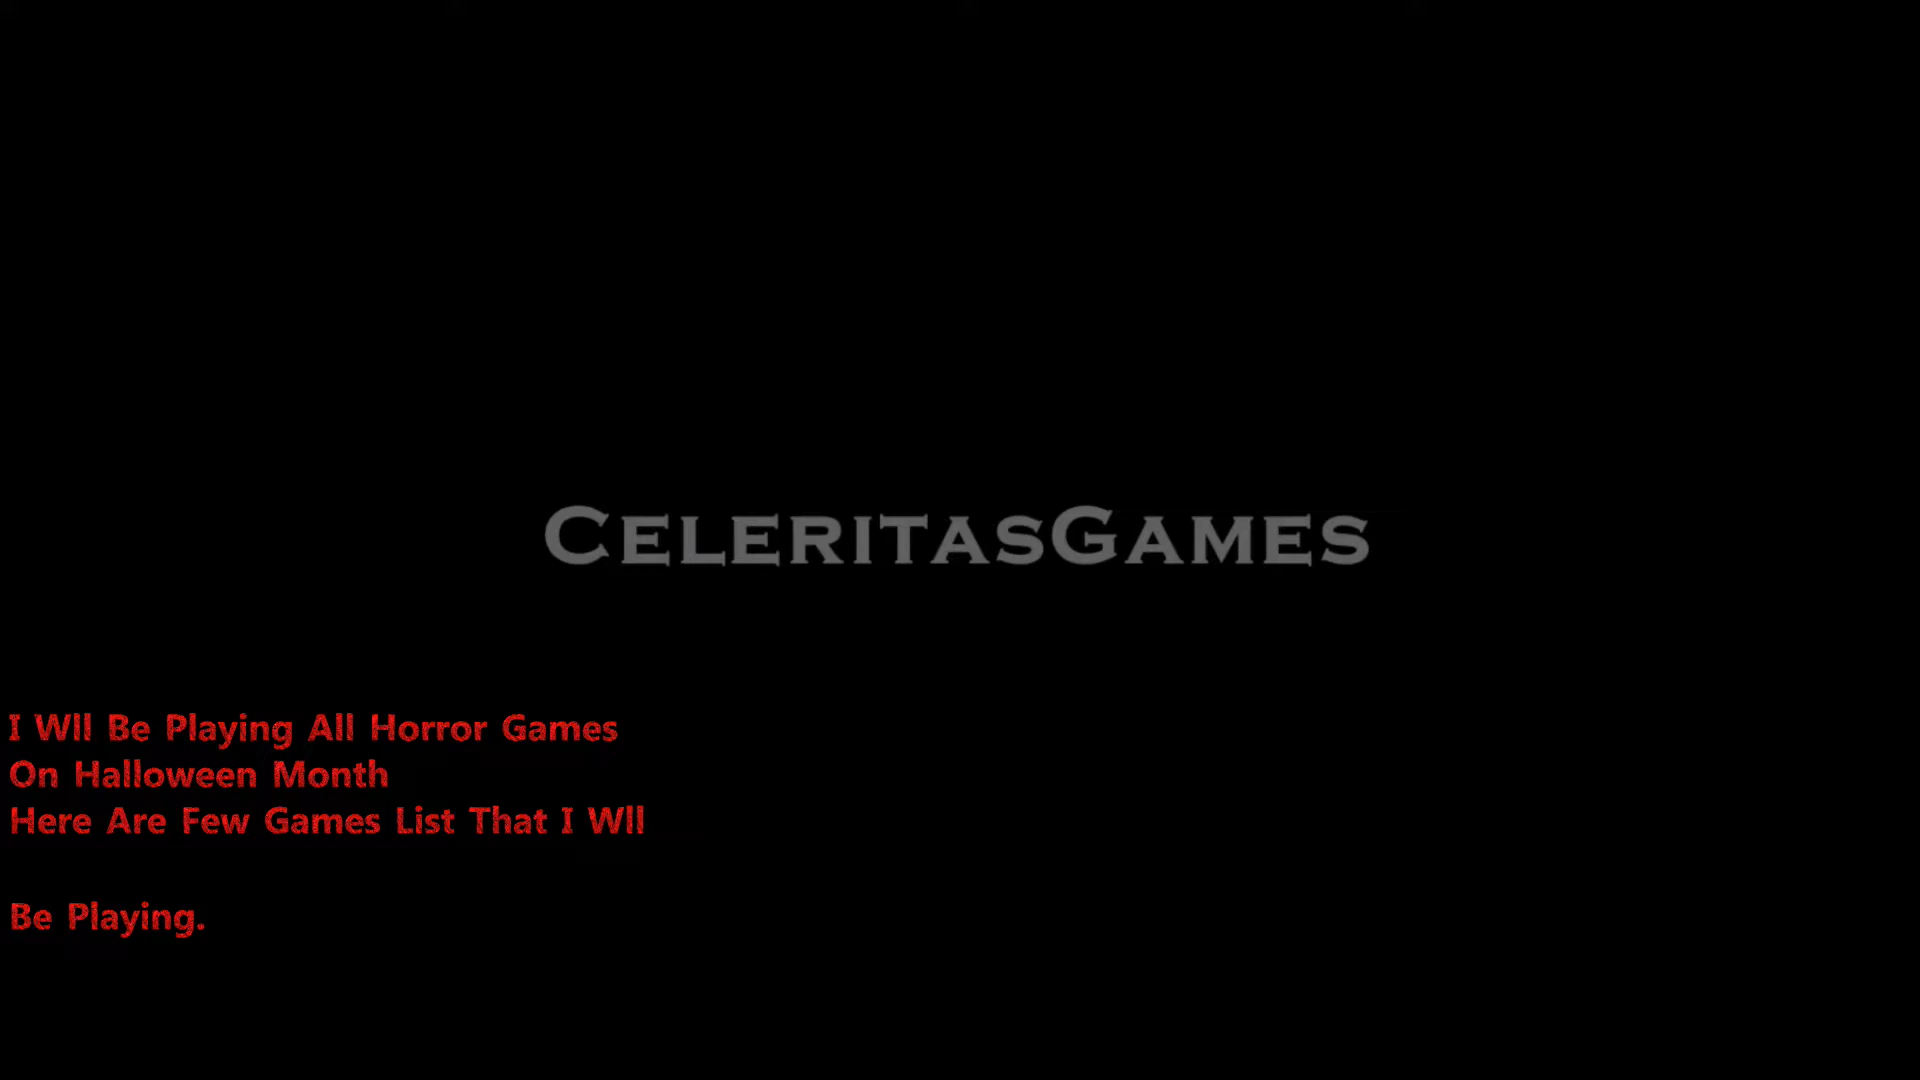 CeleritasGames
I Wll Be Playing All Horror Games
On Halloween Month
Here Are Few Games List That I Wll
Be Playing.